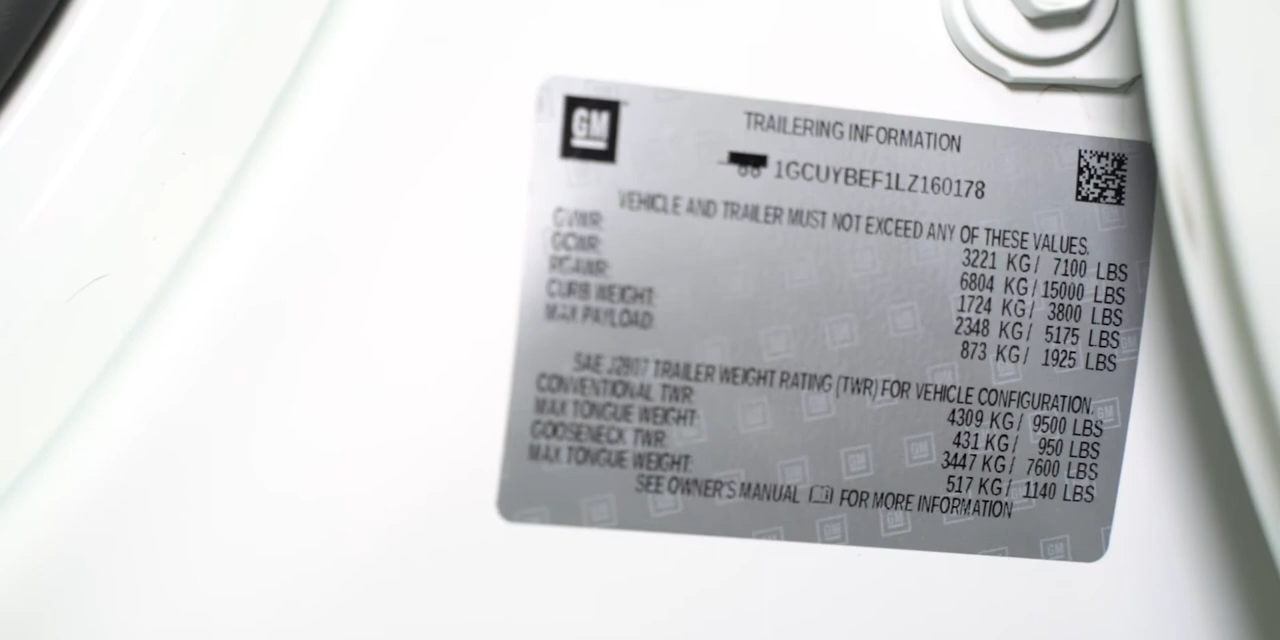 GM
TRAILERING INFORMATION
1GCUYBEF1LZ160178
VEHICLE AND TRAILER MUST NOT EXCEED ANY OF THESE VALUES.
GVWR: 3221 KG/ 7100 LBS
GCWR: 6804 KG/ 15000 LBS
RGAWR: 1724 KG/ 3800 LBS
CURB WEIGHT: 2348 KG/ 5175 LBS
MAX PAYLOAD: 873 KG/ 1925 LBS
SAE J2807 TRAILER WEIGHT RATING (TWR) FOR VEHICLE CONFIGURATION.
CONVENTIONAL TWR: 4309 KG/ 9500 LBS
MAX TONGUE WEIGHT: 431 KG/ 950 LBS
GOOSENECK TWR: 3447 KG/ 7600 LBS
MAX TONGUE WEIGHT: 517 KG/ 1140 LBS
SEE OWNER'S MANUAL FOR MORE INFORMATION